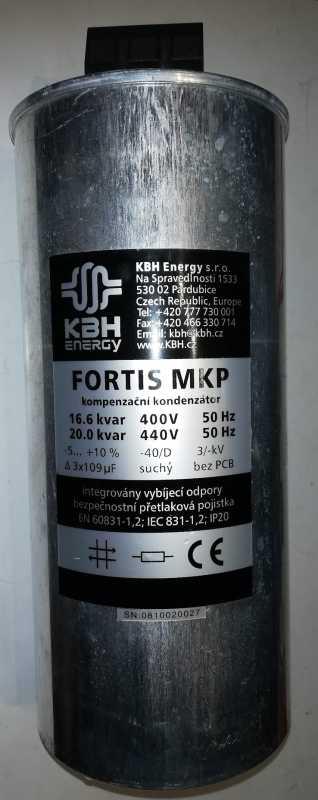 KBH
ENERGY
KBH Energy s.r.o.
Na Spravedlnosti 1533
530 02 Pardubice
Czech Republic, Europe
Tel: +420 777 730 001
Fax: +420 466 330 714
Email: kbh@kbh.cz
www.KBH.cz
FORTIS MKP
kompenzační kondenzátor
16.6 kvar 400V 50 Hz
20.0 kvar 440V 50 Hz
-5... +10 % -40/D 3/-kV
Δ 3x109 µF suchý bez PCB
integrovány vybíjecí odpory
bezpečnostní přetlaková pojistka
EN 60831-1,2; IEC 831-1,2; IP20
CE
SN:0810020027